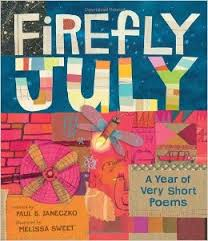 FIREFLY
JULY
A Year of
Very Short
Poems
selected by
PAUL B. JANECZKO
illustrated by
MELISSA SWEET